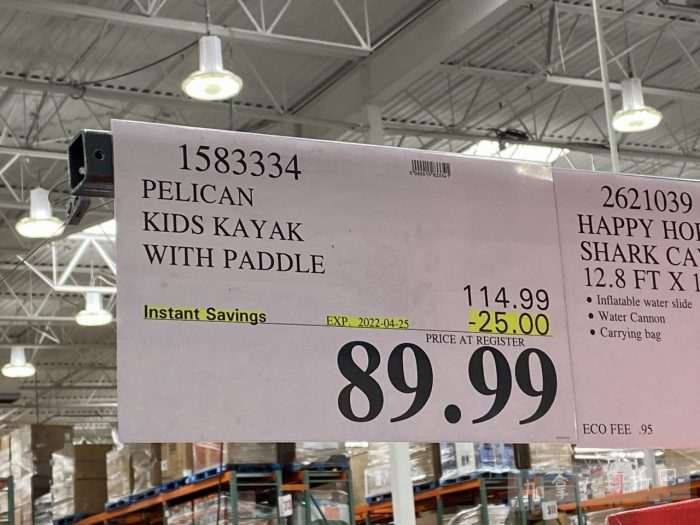 1583334
PELICAN
KIDS KAYAK
WITH PADDLE
114.99
Instant Savings EXP. 2022-04-25 -25.00
PRICE AT REGISTER
89.99
2621039
HAPPY HO
SHARK CA
12.8 FT X 1
• Inflatable water slide
• Water Cannon
• Carrying bag
ECO FEE .95